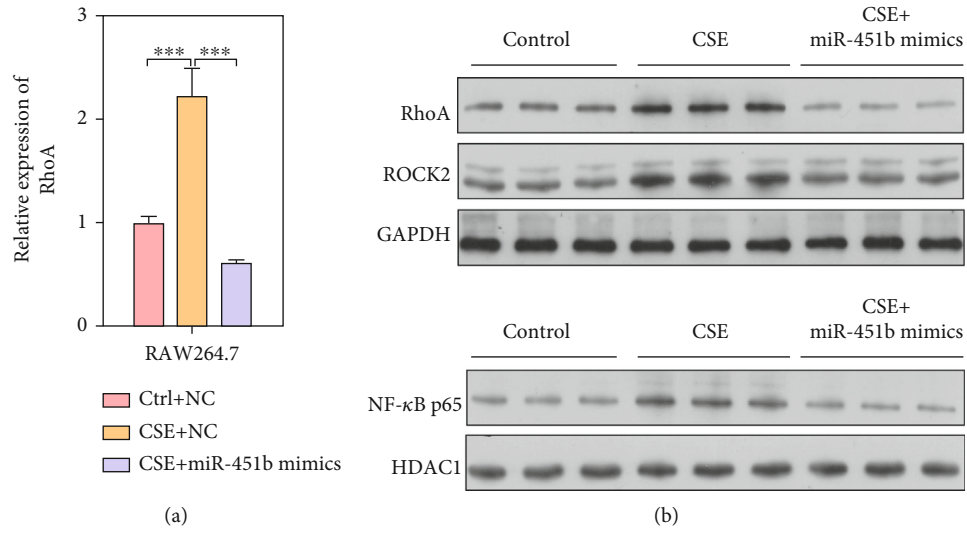 3
2
1
0
Relative expression of
RhoA
***
***
RAW264.7
Ctrl+NC
CSE+NC
CSE+miR-451b mimics
(a)
Control
CSE
CSE+
miR-451b mimics
RhoA
ROCK2
GAPDH
Control
CSE
CSE+
miR-451b mimics
NF-κB p65
HDAC1
(b)